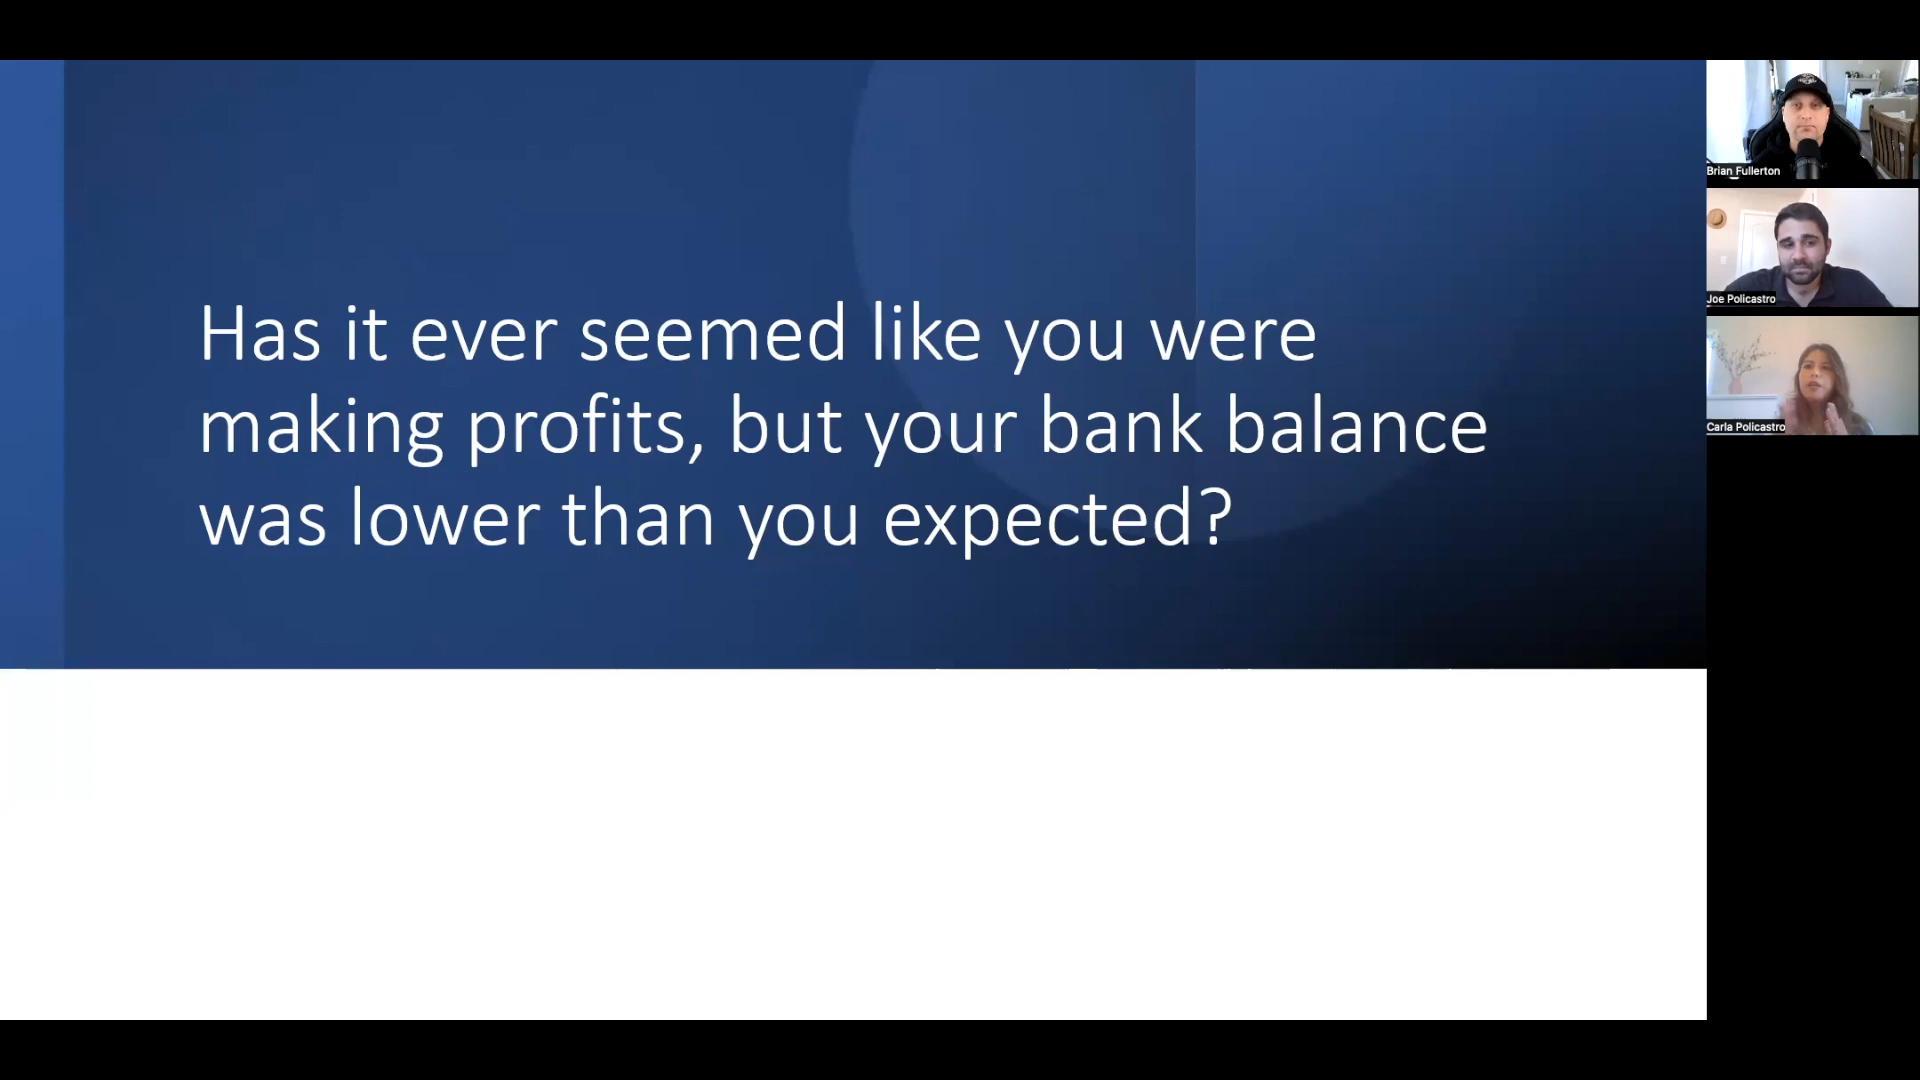 Has it ever seemed like you were
making profits, but your bank balance
was lower than you expected?
Brian Fullerton
Joe Policastro
Carla Policastro